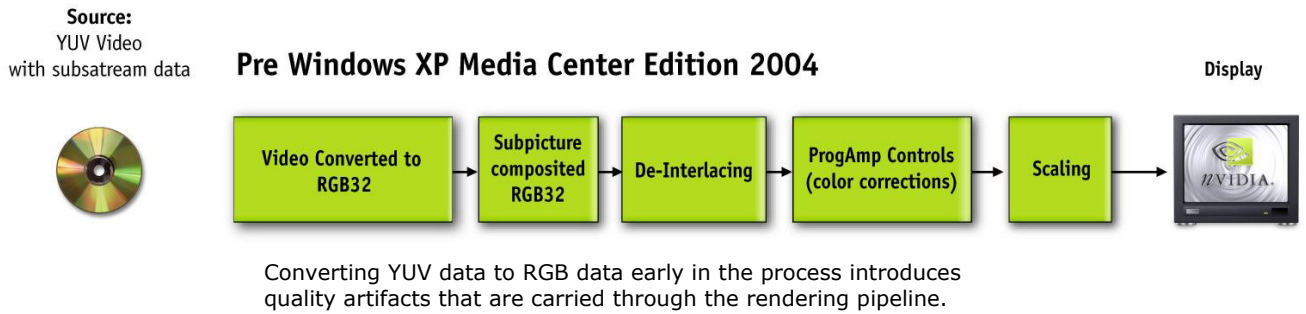 Source:
YUV Video
with subsatream data
Pre Windows XP Media Center Edition 2004
Display
Video Converted to
RGB32
Subpicture
composited
RGB32
De-Interlacing
ProgAmp Controls
(color corrections)
Scaling
nVIDIA.
Converting YUV data to RGB data early in the process introduces
quality artifacts that are carried through the rendering pipeline.